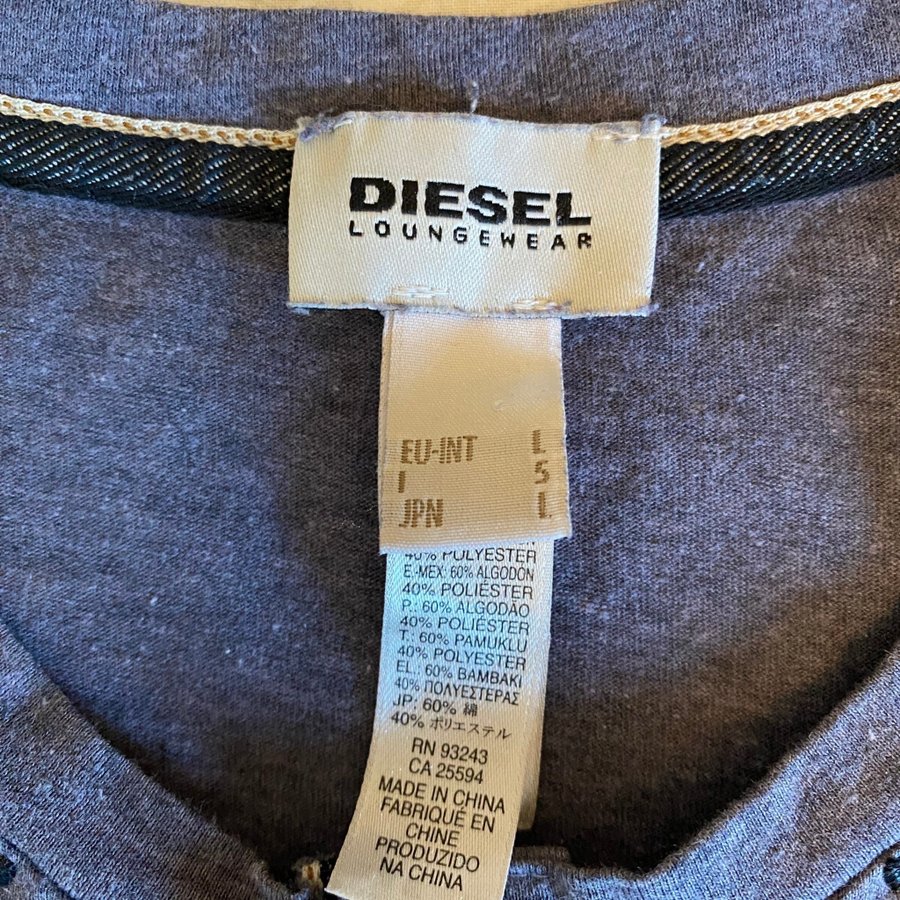 DIESEL
LOUNGEWEAR
EU-INT L
I 5
JPN L
40% POLYESTER
E.-MEX: 60% ALGODÓN
40% POLIÉSTER
P.: 60% ALGODÃO
40% POLIÉSTER
T.: 60% PAMUKLU
40% POLYESTER
EL: 60% BAMBAKI
40% ΠΟΛΥΕΣΤΕΡΑΣ
JP: 60% 綿
40% ポリエステル
RN 93243
CA 25594
MADE IN CHINA
FABRIQUÉ EN
CHINE
PRODUZIDO
NA CHINA